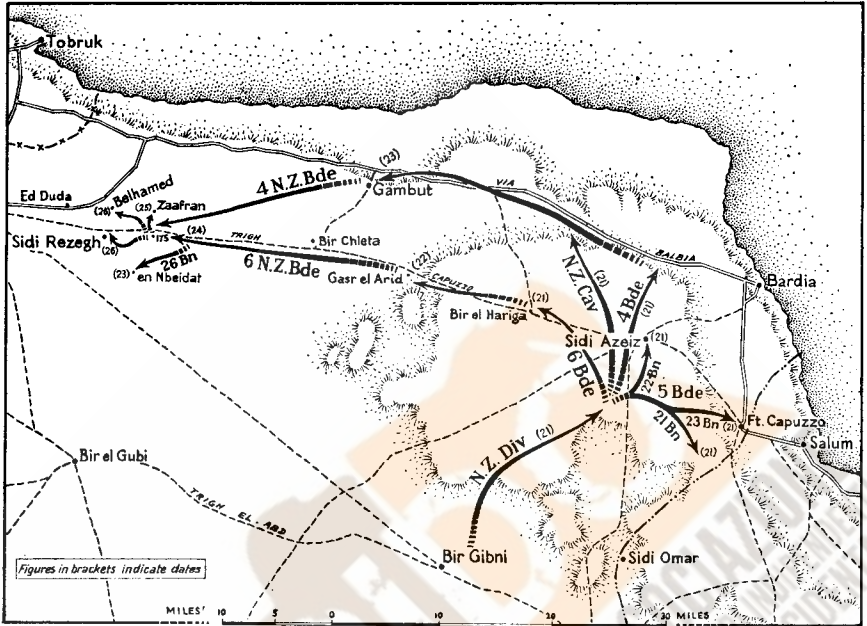 Tobruk
(23)
4 N.Z.Bde
Gambut
VIA
BALBIA
Ed Duda
(26) Belhamed
(25) Zaafran
Sidi Rezegh
(26)
175
(24)
TRIGH
Bir Chleta
(23)
26 Bn
en Nbeidat
6 N.Z.Bde
(22)
Gasr el Arid
CAPUZZO
Bir el Hariga
(21)
N.Z.Cav
(21)
4 Bde
(21)
Bardia
Sidi Azeiz
(21)
6 Bde
22 Bn
5 Bde
23 Bn (21)
Ft. Capuzzo
21 Bn
(21)
Salum
N.Z. Div (21)
Bir el Gubi
TRIGH EL ABD
Bir Gibni
Sidi Omar
Figures in brackets indicate dates
MILES 10 5 0 10 20 30 MILES